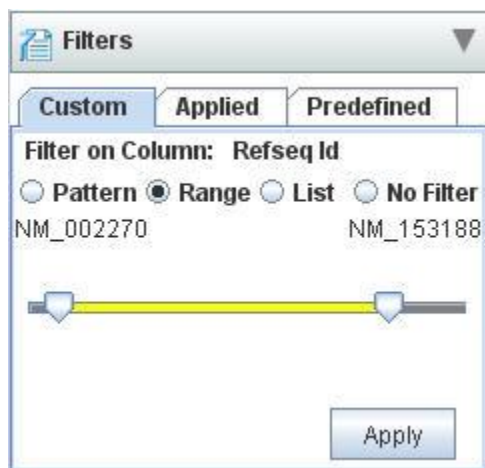 Filters
Custom Applied Predefined
Filter on Column: Refseq Id
Pattern Range List No Filter
NM_002270 NM_153188
Apply